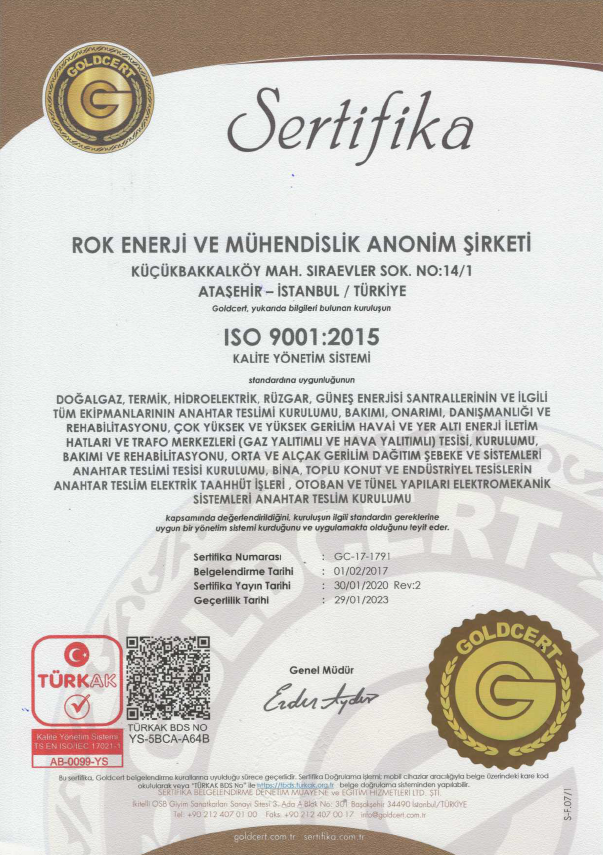 GOLDCERT
Sertifika
ROK ENERJİ VE MÜHENDİSLİK ANONİM ŞİRKETİ
KÜÇÜKBAKKALKÖY MAH. SIRAEVLER SOK. NO:14/1
ATAŞEHİR – İSTANBUL / TÜRKİYE
Goldcert, yukarıda bilgileri bulunan kuruluşun
ISO 9001:2015
KALİTE YÖNETİM SİSTEMİ
standardına uygunluğunun
DOĞALGAZ, TERMİK, HİDROELEKTRİK, RÜZGAR, GÜNEŞ ENERJİSİ SANTRALLERİNİN VE İLGİLİ
TÜM EKİPMANLARININ ANAHTAR TESLİMİ KURULUMU, BAKIMI, ONARIMI, DANIŞMANLIĞI VE
REHABİLİTASYONU, ÇOK YÜKSEK VE YÜKSEK GERİLİM HAVAİ VE YER ALTI ENERJİ İLETİM
HATLARI VE TRAFO MERKEZLERİ (GAZ YALITIMLI VE HAVA YALITIMLI) TESİSİ, KURULUMU,
BAKIMI VE REHABİLİTASYONU, ORTA VE ALÇAK GERİLİM DAĞITIM ŞEBEKE VE SİSTEMLERİ
ANAHTAR TESLİMİ TESİSİ KURULUMU, BİNA, TOPLU KONUT VE ENDÜSTRİYEL TESİSLERİN
ANAHTAR TESLİM ELEKTRİK TAAHHÜT İŞLERİ , OTOBAN VE TÜNEL YAPILARI ELEKTROMEKANİK
SİSTEMLERİ ANAHTAR TESLİM KURULUMU
kapsamında değerlendirildiğini, kuruluşun ilgili standardın gereklerine
uygun bir yönetim sistemi kurduğunu ve uygulamakta olduğunu teyit eder.
Sertifika Numarası : GC-17-1791
Belgelendirme Tarihi : 01/02/2017
Sertifika Yayın Tarihi : 30/01/2020 Rev:2
Geçerlilik Tarihi : 29/01/2023
GOLDCERT
TÜRKAK
Kalite Yönetim Sistemi
TS EN ISO/IEC 17021-1
AB-0099-YS
TÜRKAK BDS NO
YS-5BCA-A64B
Genel Müdür
GOLDCERT
Bu sertifika, Goldcert belgelendirme kurallarına uyulduğu sürece geçerlidir. Sertifika Doğrulama işlemi; mobil cihazlar aracılığıyla belge üzerindeki kare kod
okutularak veya "TÜRKAK BDS No" ile https://tbds.turkak.org.tr belge doğrulama sisteminden yapılabilir.
SERTİFİKA BELGELENDİRME DENETİM MUAYENE ve EĞİTİM HİZMETLERİ LTD. ŞTİ.
İkitelli OSB Giyim Sanatkarları Sanayi Sitesi 3. Ada A Blok No: 301 Başakşehir 34490 İstanbul/TÜRKİYE
Tel: +90 212 407 01 00 Faks: +90 212 407 00 17 info@goldcert.com.tr
goldcert.com.tr sertifika.com.tr
S-F.07/1